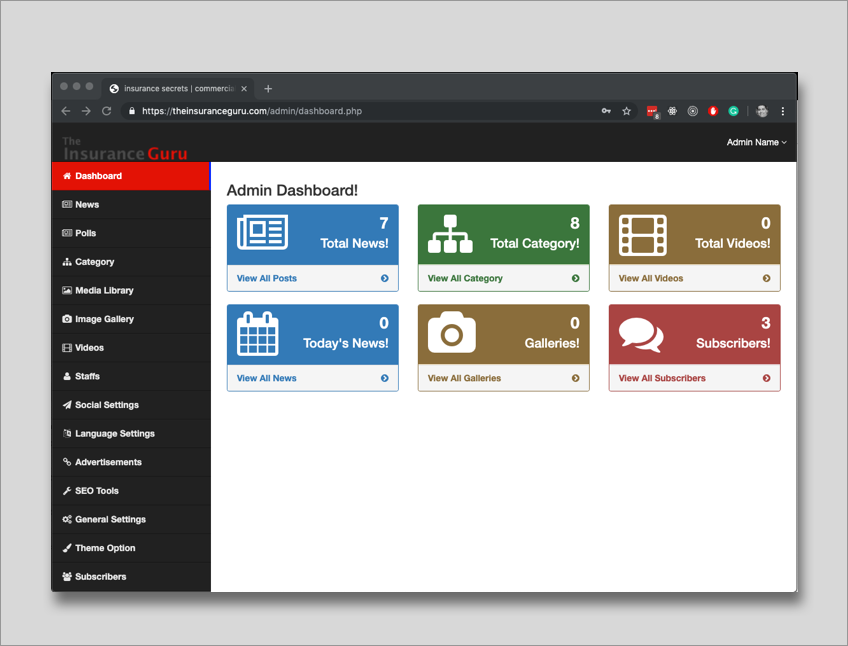 insurance secrets | commercia
https://theinsuranceguru.com/admin/dashboard.php
8
The
Insurance Guru
Admin Name
Dashboard
News
Polls
Category
Media Library
Image Gallery
Videos
Staffs
Social Settings
Language Settings
Advertisements
SEO Tools
General Settings
Theme Option
Subscribers
Admin Dashboard!
7
Total News!
View All Posts
8
Total Category!
View All Category
0
Total Videos!
View All Videos
0
Today's News!
View All News
0
Galleries!
View All Galleries
3
Subscribers!
View All Subscribers